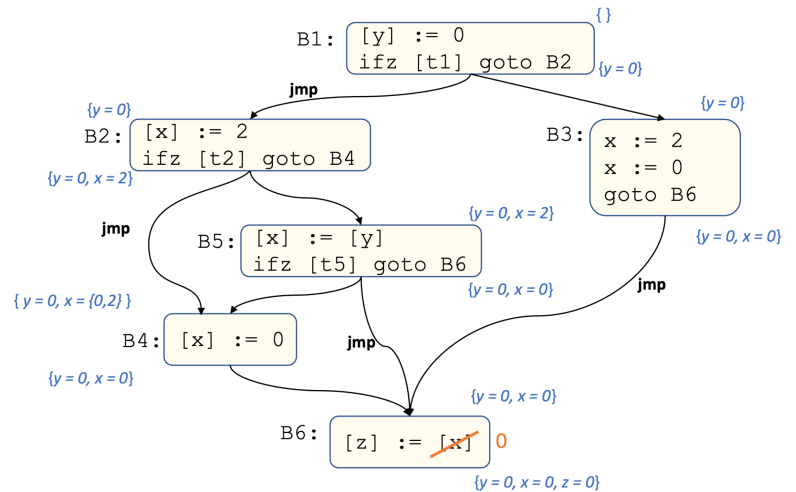 { }
B1: [y] := 0
ifz [t1] goto B2
{y = 0}
jmp
{y = 0}
{y = 0}
B2: [x] := 2
ifz [t2] goto B4
B3: x := 2
x := 0
goto B6
{y = 0, x = 2}
{y = 0, x = 2}
jmp
B5: [x] := [y]
ifz [t5] goto B6
{y = 0, x = 0}
{y = 0, x = 0}
jmp
{ y = 0, x = {0,2} }
B4: [x] := 0
jmp
{y = 0, x = 0}
{y = 0, x = 0}
B6: [z] := [x] 0
{y = 0, x = 0, z = 0}